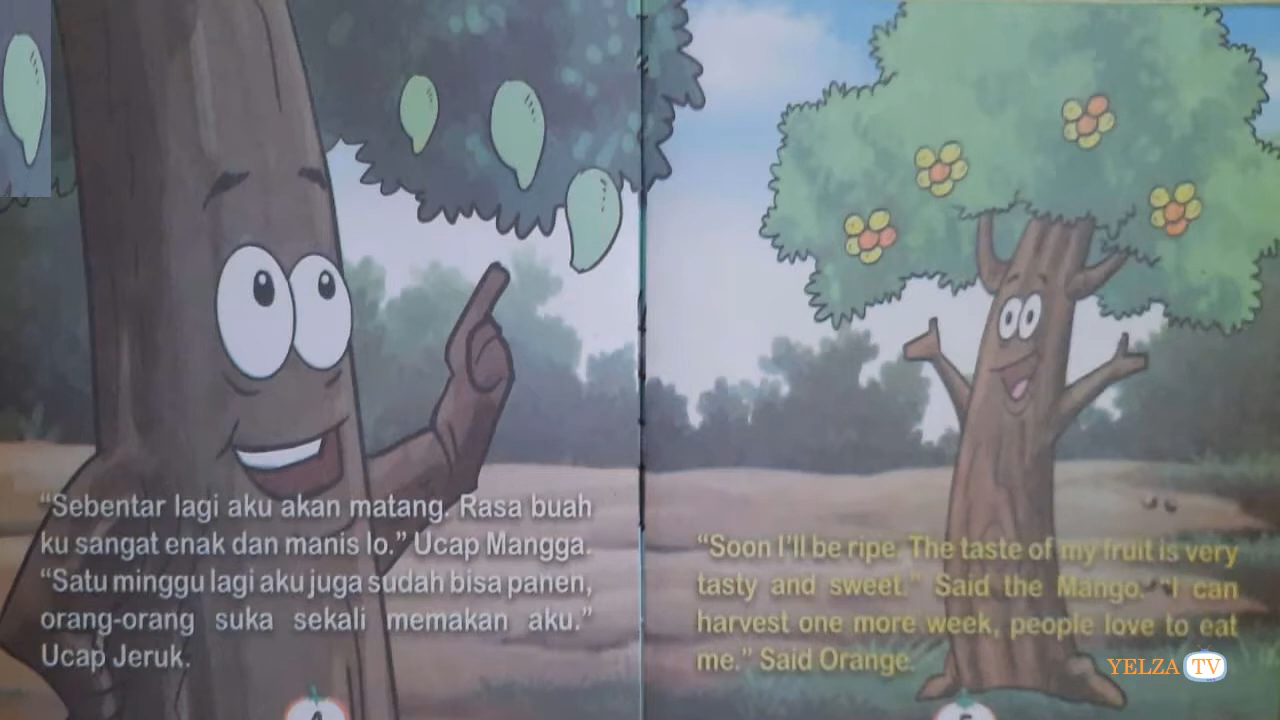 “Sebentar lagi aku akan matang. Rasa buah
ku sangat enak dan manis lo.” Ucap Mangga.
“Satu minggu lagi aku juga sudah bisa panen,
orang-orang suka sekali memakan aku.”
Ucap Jeruk.
“Soon I’ll be ripe. The taste of my fruit is very
tasty and sweet.” Said the Mango. “I can
harvest one more week, people love to eat
me.” Said Orange.
YELZA TV